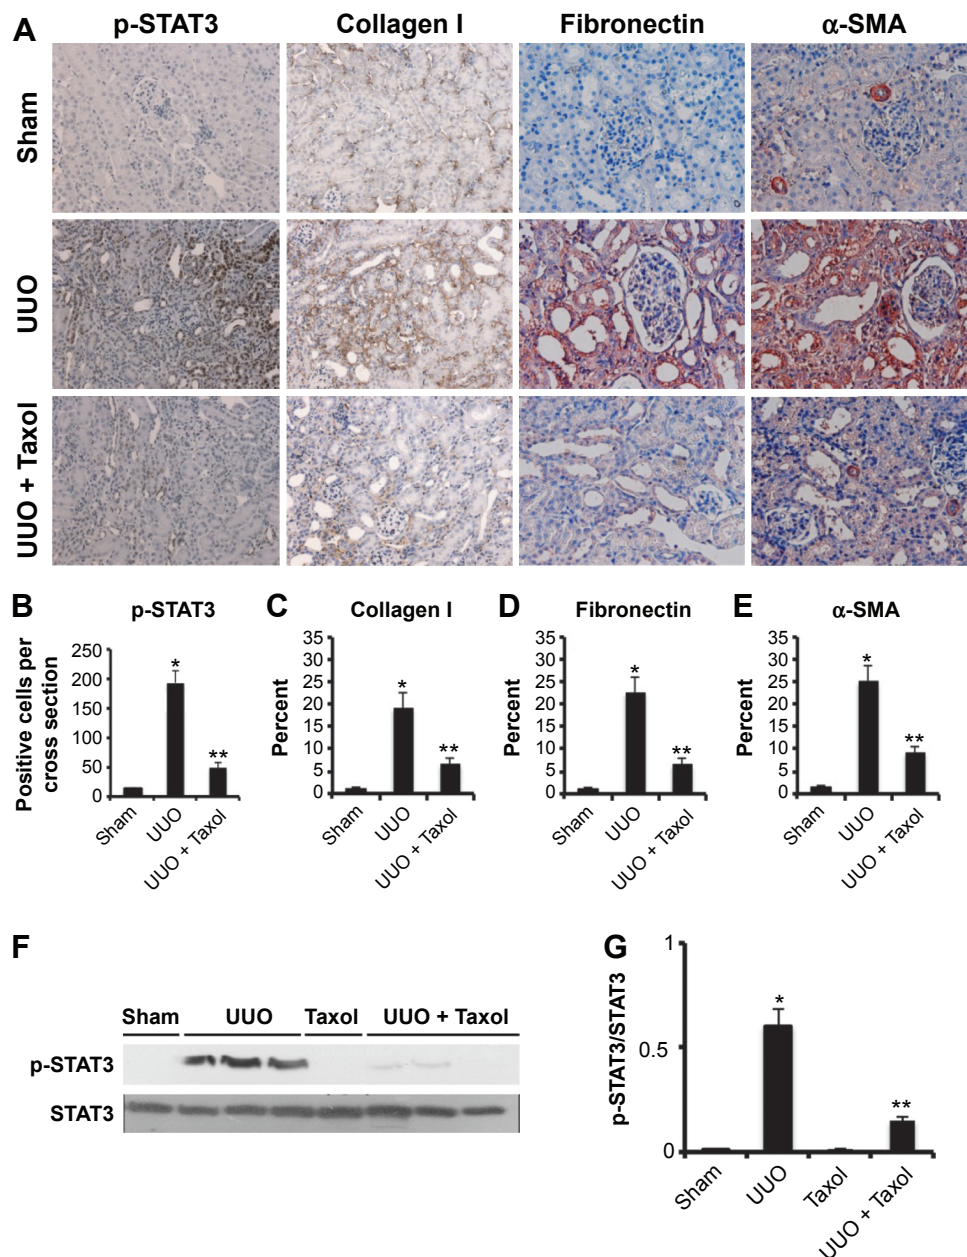 A
p-STAT3 Collagen I Fibronectin α-SMA
Sham
UUO
UUO + Taxol
B p-STAT3
Positive cells per
cross section
250
200
150
100
50
0
*
**
Sham
UUO
UUO + Taxol
C Collagen I
Percent
35
30
25
20
15
10
5
0
*
**
Sham
UUO
UUO + Taxol
D Fibronectin
Percent
35
30
25
20
15
10
5
0
*
**
Sham
UUO
UUO + Taxol
E α-SMA
Percent
35
30
25
20
15
10
5
0
*
**
Sham
UUO
UUO + Taxol
F
Sham UUO Taxol UUO + Taxol
p-STAT3
STAT3
G
p-STAT3/STAT3
1
0.5
0
*
**
Sham
UUO
Taxol
UUO + Taxol